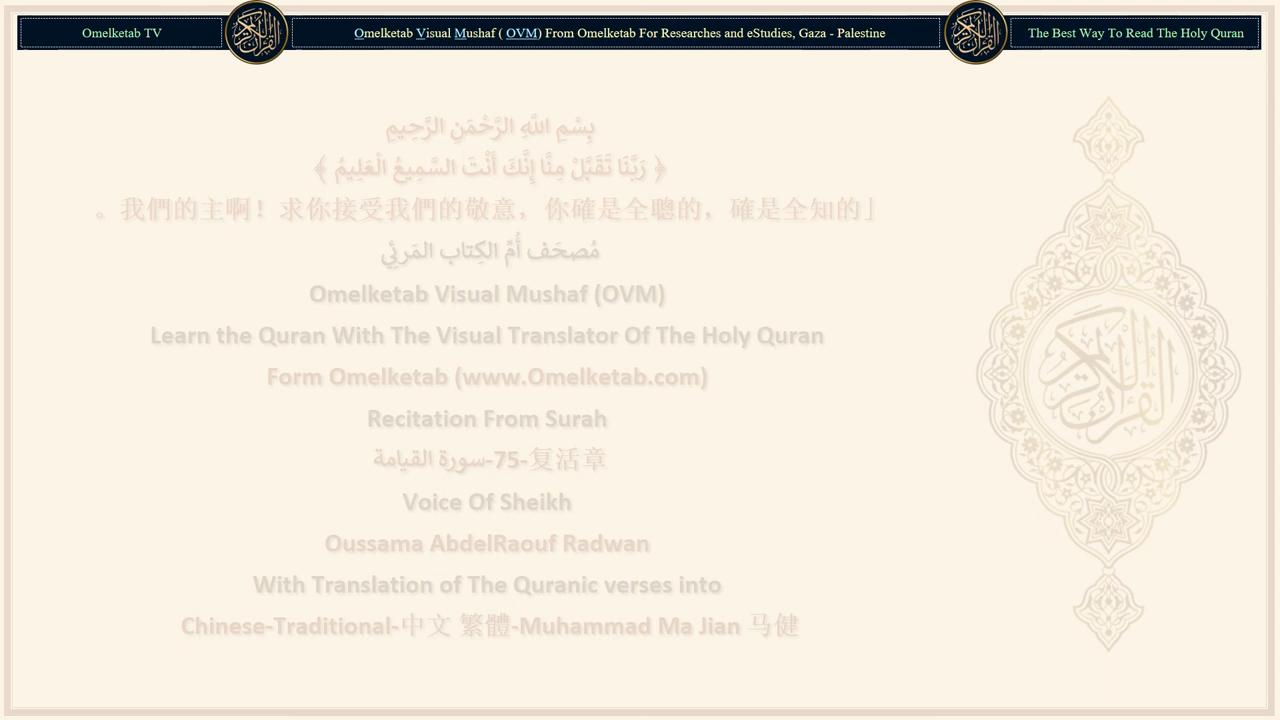 Omelketab TV
Omelketab Visual Mushaf ( OVM) From Omelketab For Researches and eStudies, Gaza - Palestine
The Best Way To Read The Holy Quran
بِسْمِ اللَّهِ الرَّحْمَنِ الرَّحِيمِ
﴿ رَبَّنَا تَقَبَّلْ مِنَّا إِنَّكَ أَنْتَ السَّمِيعُ الْعَلِيمُ ﴾
。我們的主啊！求你接受我們的敬意，你確是全聰的，確是全知的」
مُصحَف أُمِّ الكِتاب المَرئِي
Omelketab Visual Mushaf (OVM)
Learn the Quran With The Visual Translator Of The Holy Quran
Form Omelketab (www.Omelketab.com)
Recitation From Surah
سورة القيامة-75-复活章
Voice Of Sheikh
Oussama AbdelRaouf Radwan
With Translation of The Quranic verses into
Chinese-Traditional-中文 繁體-Muhammad Ma Jian 马健
القرآن الكريم